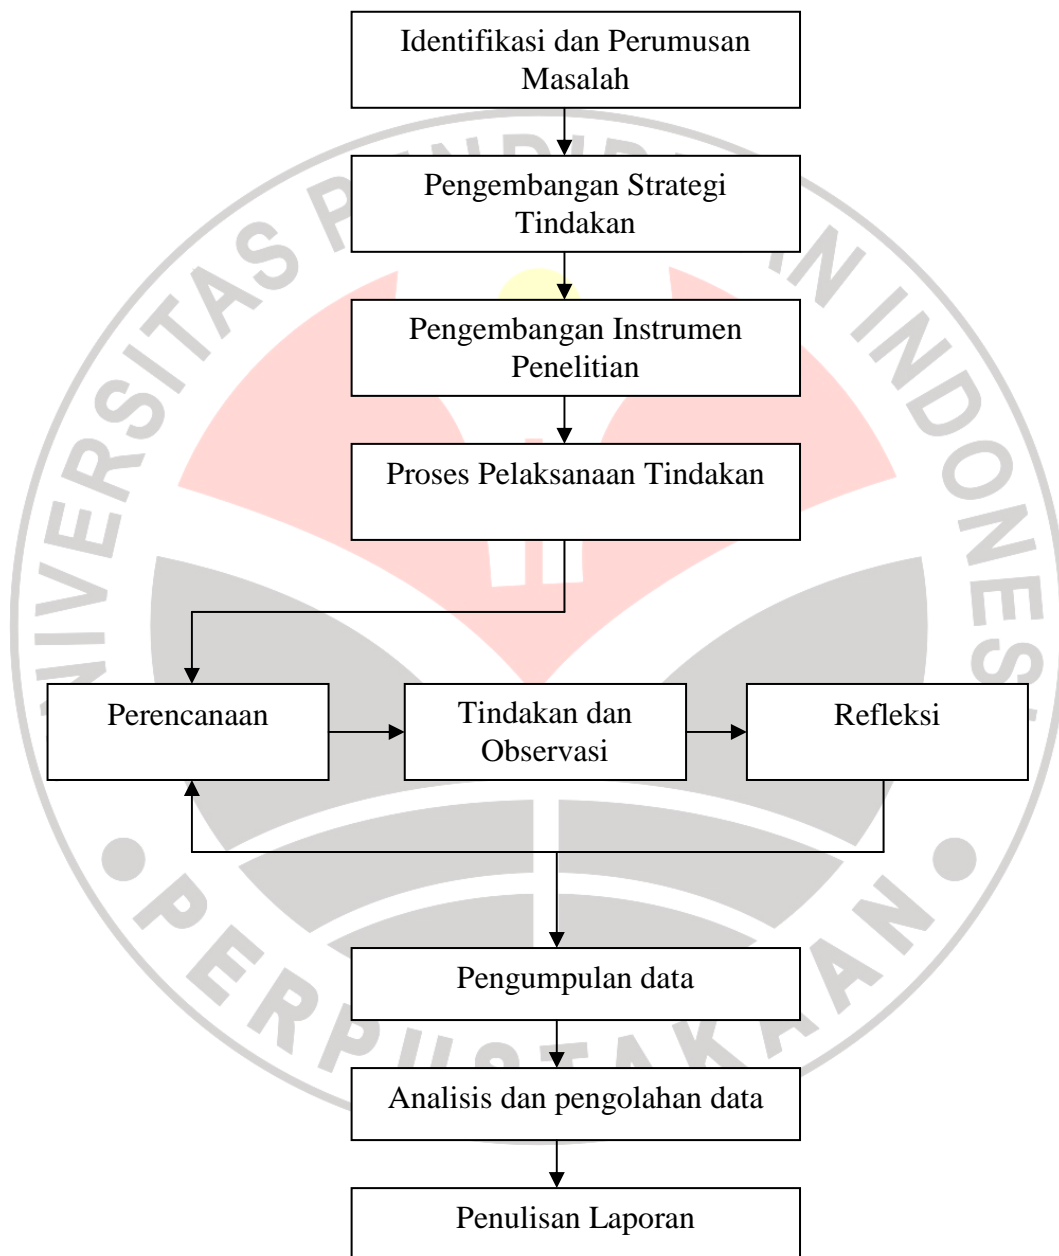 Identifikasi dan Perumusan
Masalah
Pengembangan Strategi
Tindakan
Pengembangan Instrumen
Penelitian
Proses Pelaksanaan Tindakan
Perencanaan
Tindakan dan
Observasi
Refleksi
Pengumpulan data
Analisis dan pengolahan data
Penulisan Laporan
PERPUSTAKAAN